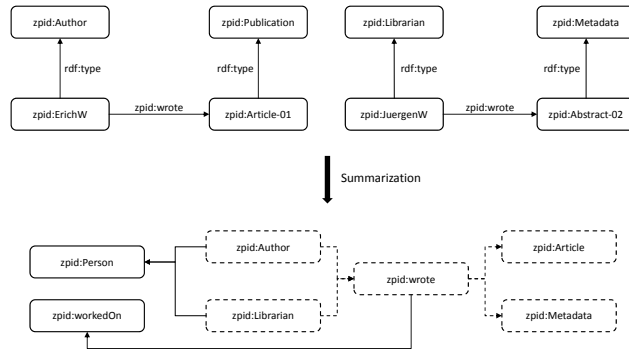 zpid:Author
zpid:Publication
zpid:Librarian
zpid:Metadata
rdf:type
rdf:type
rdf:type
rdf:type
zpid:ErichW
zpid:wrote
zpid:Article-01
zpid:JuergenW
zpid:wrote
zpid:Abstract-02
Summarization
zpid:Author
zpid:Article
zpid:Person
zpid:wrote
zpid:workedOn
zpid:Librarian
zpid:Metadata